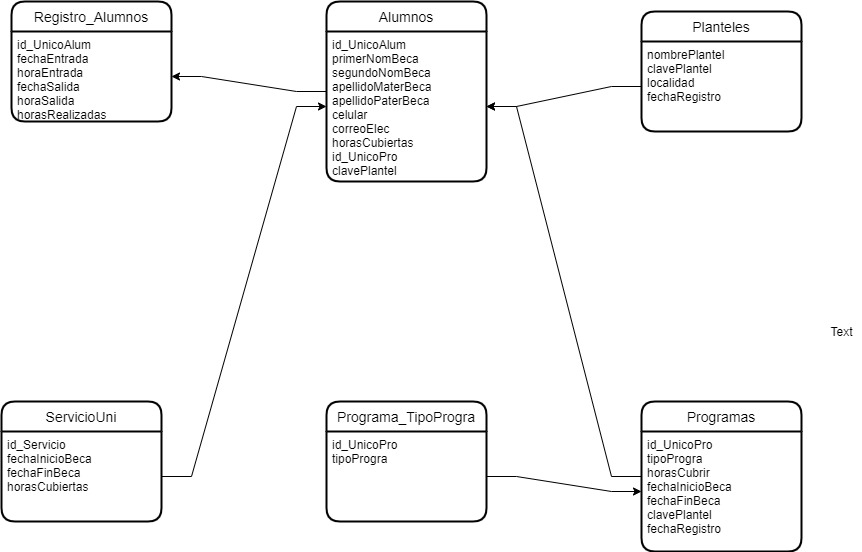 Registro_Alumnos
id_UnicoAlum
fechaEntrada
horaEntrada
fechaSalida
horaSalida
horasRealizadas
Alumnos
id_UnicoAlum
primerNomBeca
segundoNomBeca
apellidoMaterBeca
apellidoPaterBeca
celular
correoElec
horasCubiertas
id_UnicoPro
clavePlantel
Planteles
nombrePlantel
clavePlantel
localidad
fechaRegistro
Text
ServicioUni
id_Servicio
fechaInicioBeca
fechaFinBeca
horasCubiertas
Programa_TipoProgra
id_UnicoPro
tipoProgra
Programas
id_UnicoPro
tipoProgra
horasCubrir
fechaInicioBeca
fechaFinBeca
clavePlantel
fechaRegistro